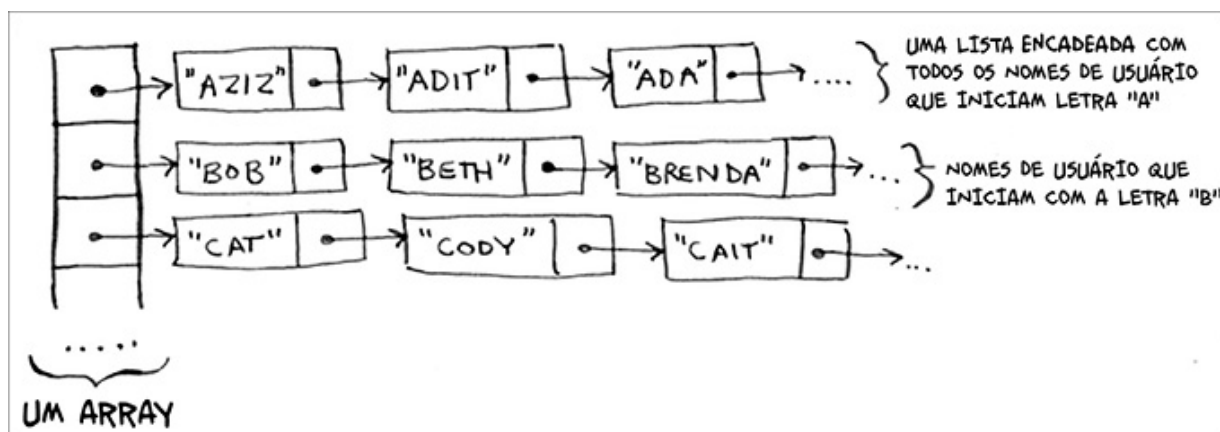 "AZIZ" "ADIT" "ADA" ....
UMA LISTA ENCADEADA COM
TODOS OS NOMES DE USUÁRIO
QUE INICIAM LETRA "A"
"BOB" "BETH" "BRENDA" ...
NOMES DE USUÁRIO QUE
INICIAM COM A LETRA "B"
"CAT" "CODY" "CAIT" ...
.....
UM ARRAY